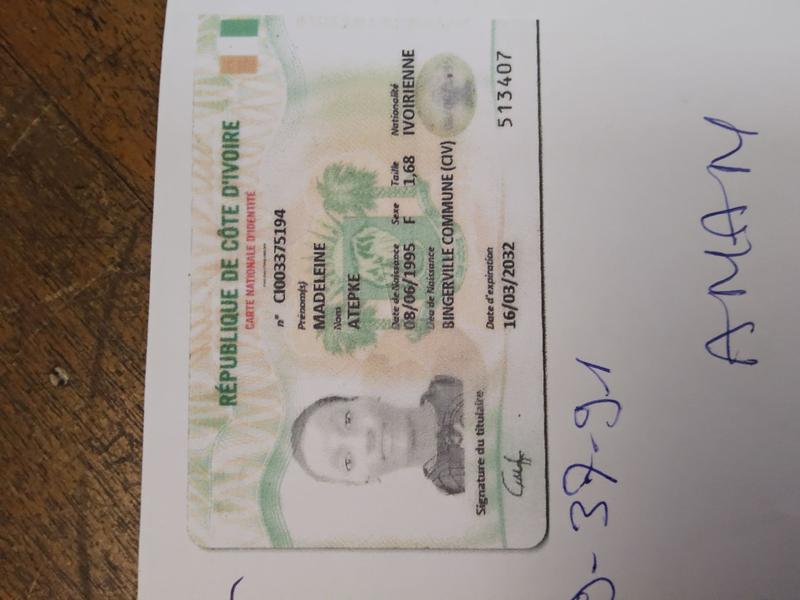 RÉPUBLIQUE DE CÔTE D'IVOIRE
CARTE NATIONALE D'IDENTITÉ
n° CI003375194
Prénom(s)
MADELEINE
Nom
ATEPKE
Date de Naissance Sexe Taille Nationalité
08/06/1995 F 1,68 IVOIRIENNE
Lieu de Naissance
BINGERVILLE COMMUNE (CIV)
Date d'expiration
16/03/2032
513407
Signature du titulaire
37-91
AMAN